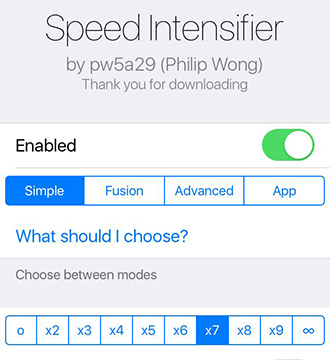 Speed Intensifier
by pw5a29 (Philip Wong)
Thank you for downloading
Enabled
Simple Fusion Advanced App
What should I choose?
Choose between modes
o x2 x3 x4 x5 x6 x7 x8 x9 ∞